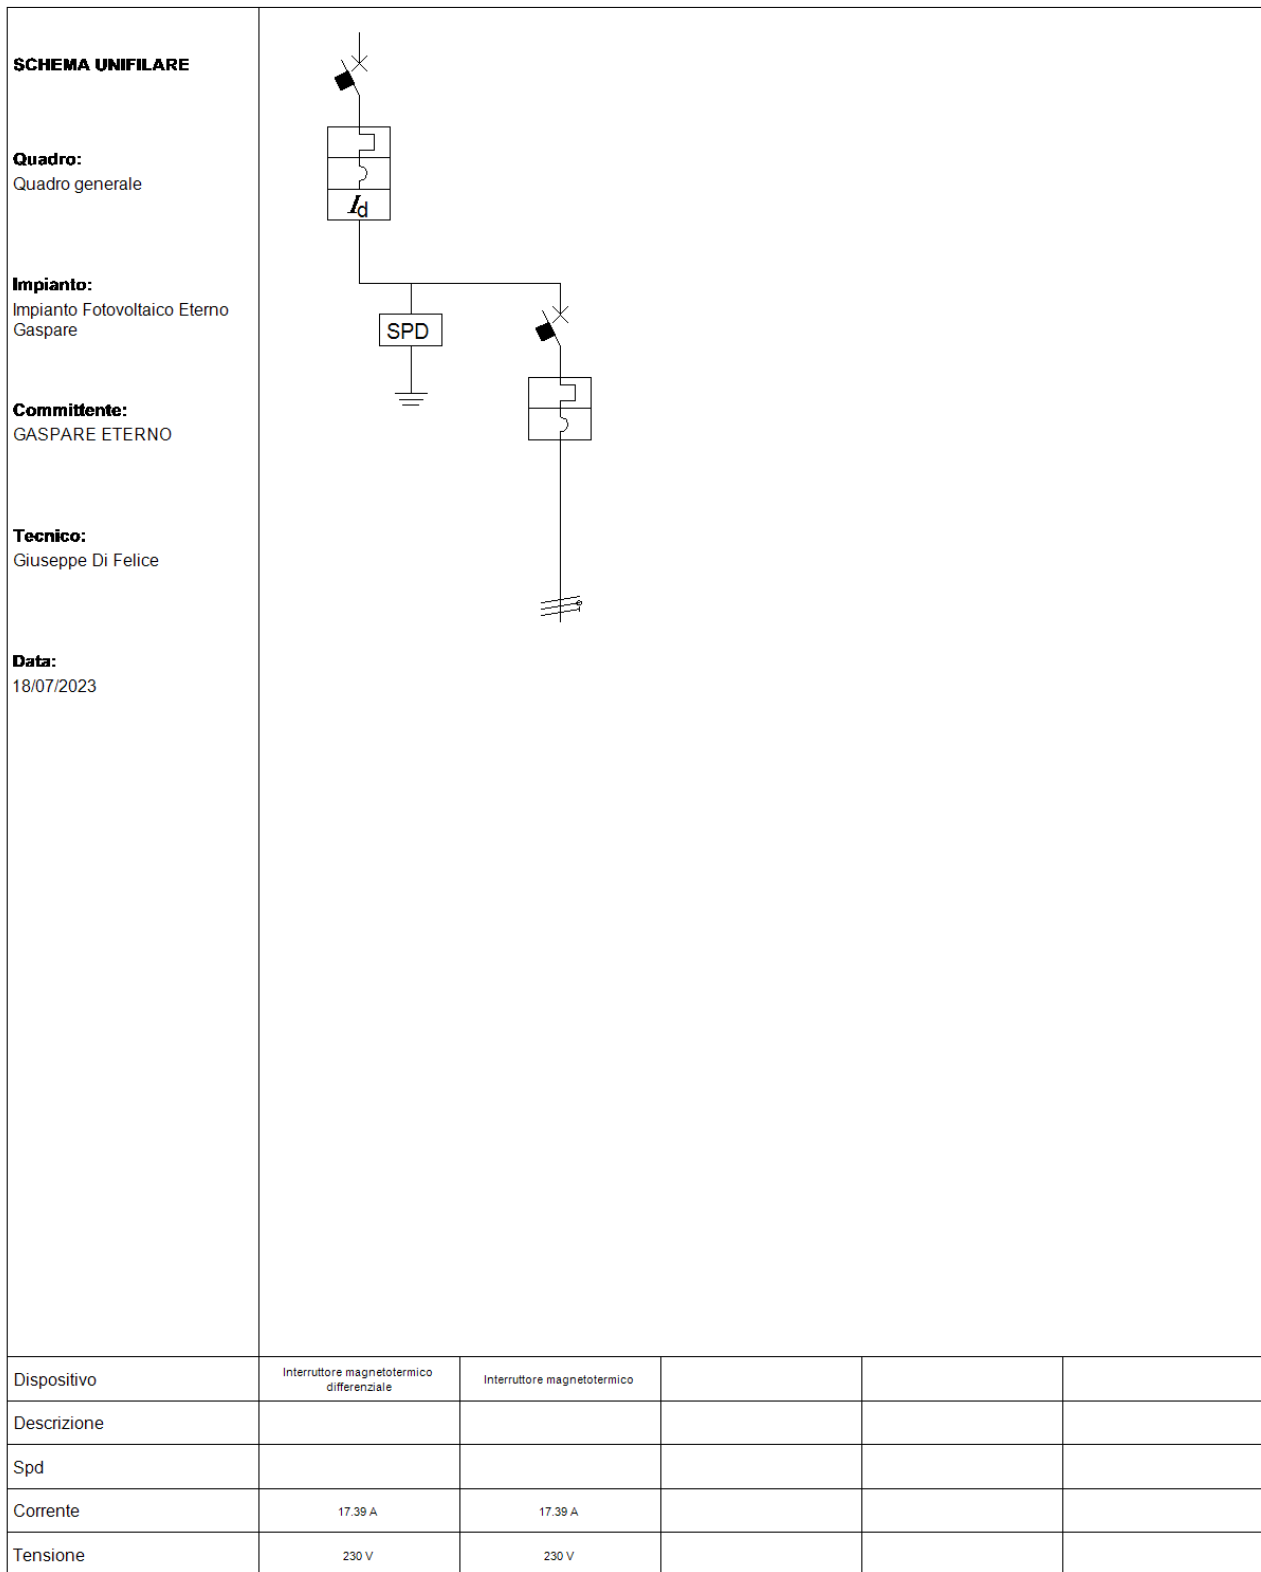 SCHEMA UNIFILARE
Quadro:
Quadro generale
Impianto:
Impianto Fotovoltaico Eterno
Gaspare
Committente:
GASPARE ETERNO
Tecnico:
Giuseppe Di Felice
Data:
18/07/2023
Id
SPD
Dispositivo
Interruttore magnetotermico
differenziale
Interruttore magnetotermico
Descrizione
Spd
Corrente
17.39 A
17.39 A
Tensione
230 V
230 V